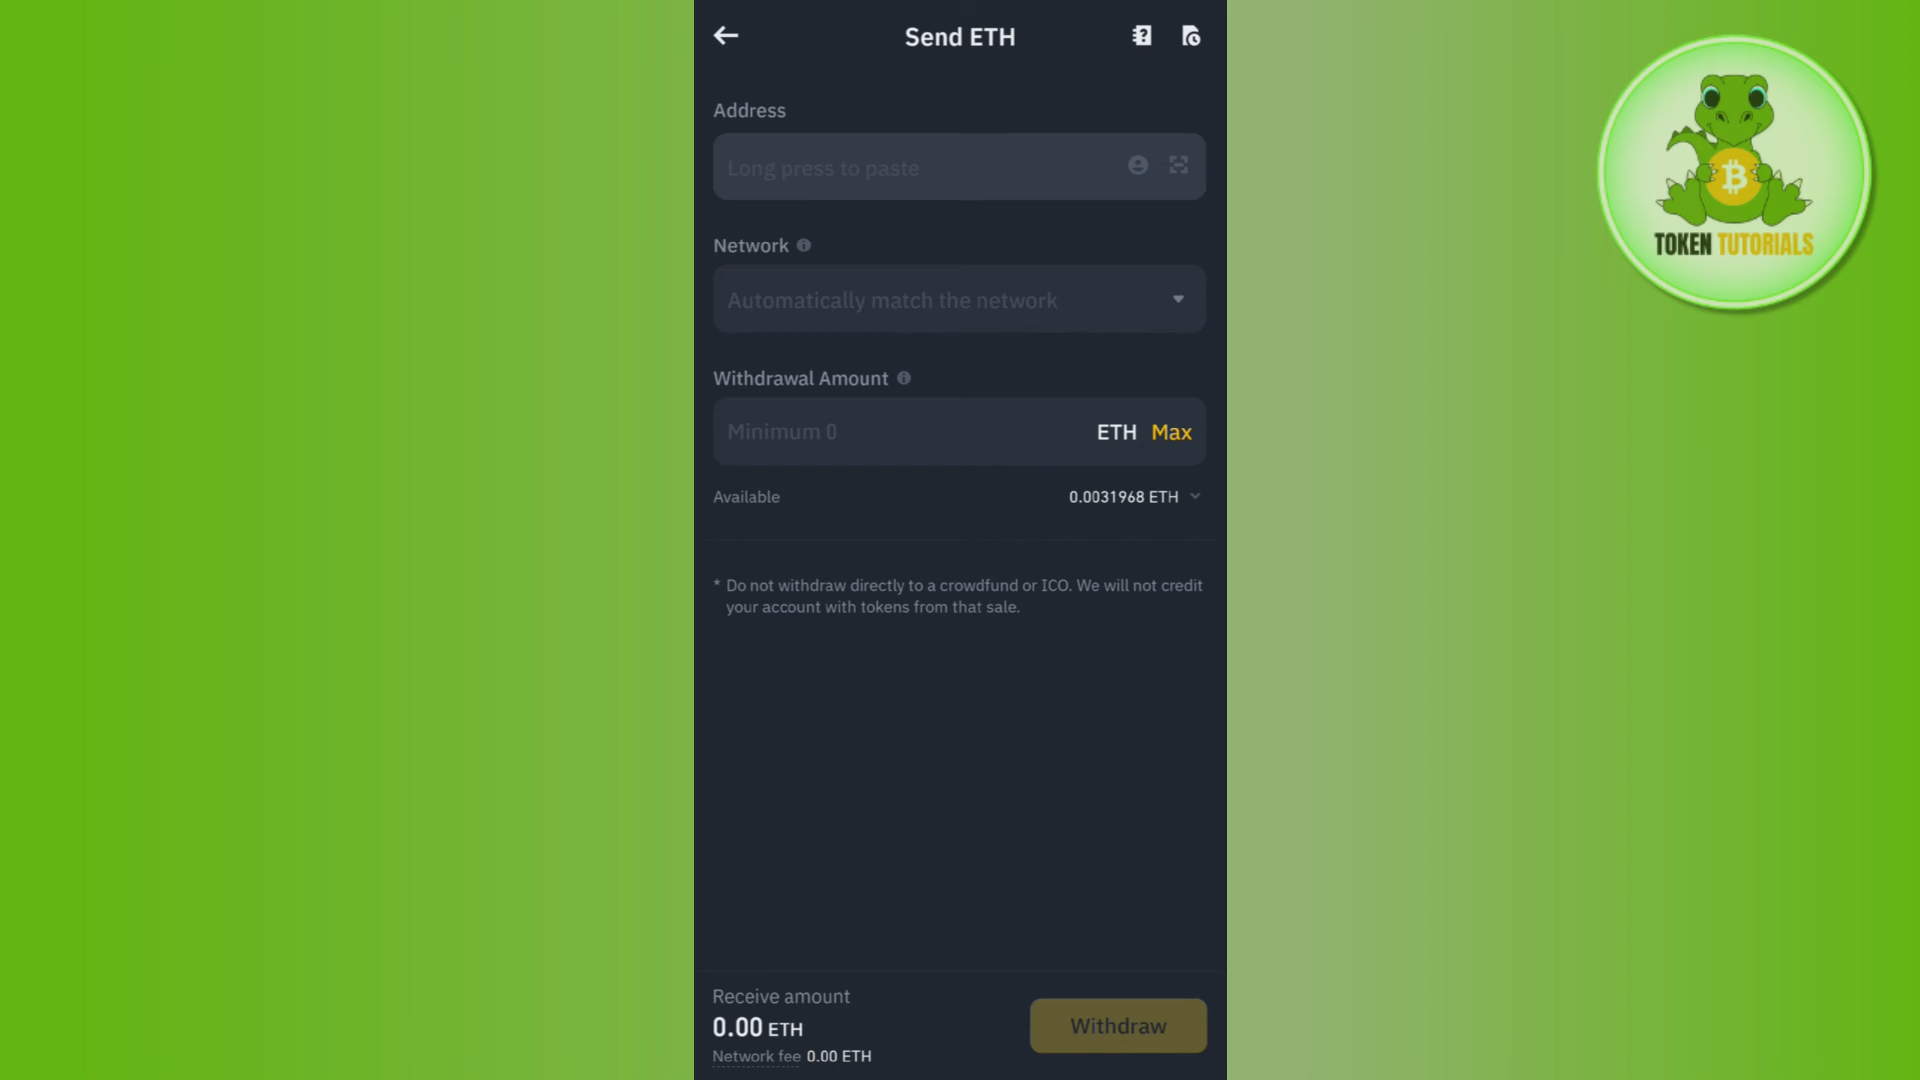 Send ETH
Address
Long press to paste
Network
Automatically match the network
Withdrawal Amount
Minimum 0 ETH Max
Available 0.0031968 ETH
* Do not withdraw directly to a crowdfund or ICO. We will not credit
your account with tokens from that sale.
Receive amount
0.00 ETH
Network fee 0.00 ETH
Withdraw
TOKEN TUTORIALS